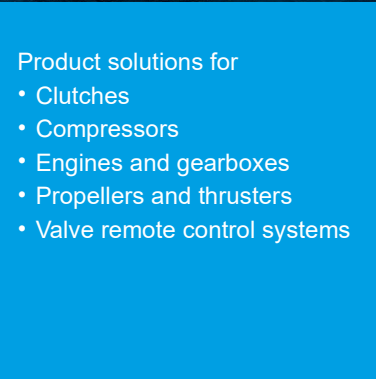 Product solutions for
• Clutches
• Compressors
• Engines and gearboxes
• Propellers and thrusters
• Valve remote control systems